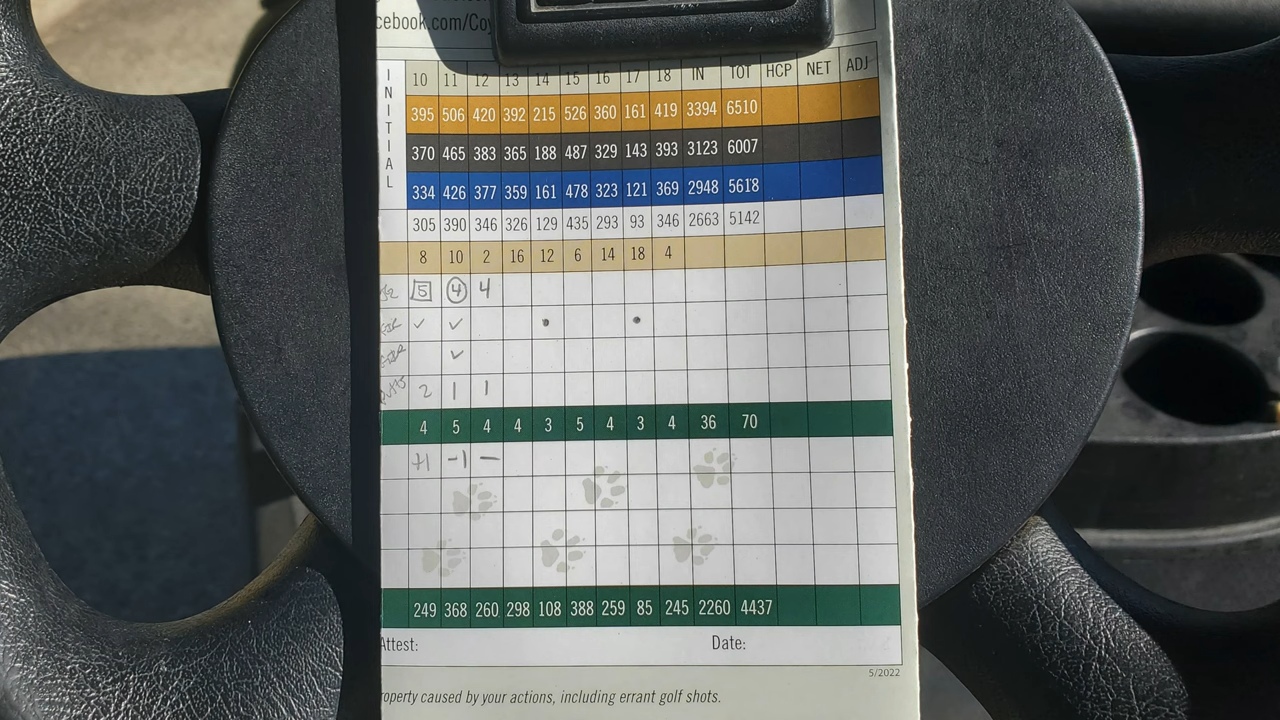 cebook.com/Coy
INITIAL 10 11 12 13 14 15 16 17 18 IN TOT HCP NET ADJ
395 506 420 392 215 526 360 161 419 3394 6510
370 465 383 365 188 487 329 143 393 3123 6007
334 426 377 359 161 478 323 121 369 2948 5618
305 390 346 326 129 435 293 93 346 2663 5142
8 10 2 16 12 6 14 18 4
5 4 4
✓ ✓ • •
✓
putts 2 1 1
4 5 4 4 3 5 4 3 4 36 70
+1 -1 –
249 368 260 298 108 388 259 85 245 2260 4437
Attest: Date:
5/2022
roperty caused by your actions, including errant golf shots.